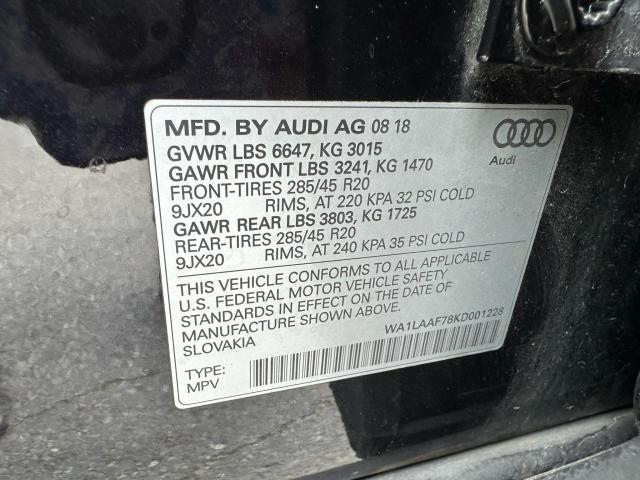 MFD. BY AUDI AG 08 18
GVWR LBS 6647, KG 3015
GAWR FRONT LBS 3241, KG 1470
FRONT-TIRES 285/45 R20
9JX20 RIMS, AT 220 KPA 32 PSI COLD
GAWR REAR LBS 3803, KG 1725
REAR-TIRES 285/45 R20
9JX20 RIMS, AT 240 KPA 35 PSI COLD
Audi
THIS VEHICLE CONFORMS TO ALL APPLICABLE
U.S. FEDERAL MOTOR VEHICLE SAFETY
STANDARDS IN EFFECT ON THE DATE OF
MANUFACTURE SHOWN ABOVE.
SLOVAKIA
WA1LAAF78KD001228
TYPE:
MPV